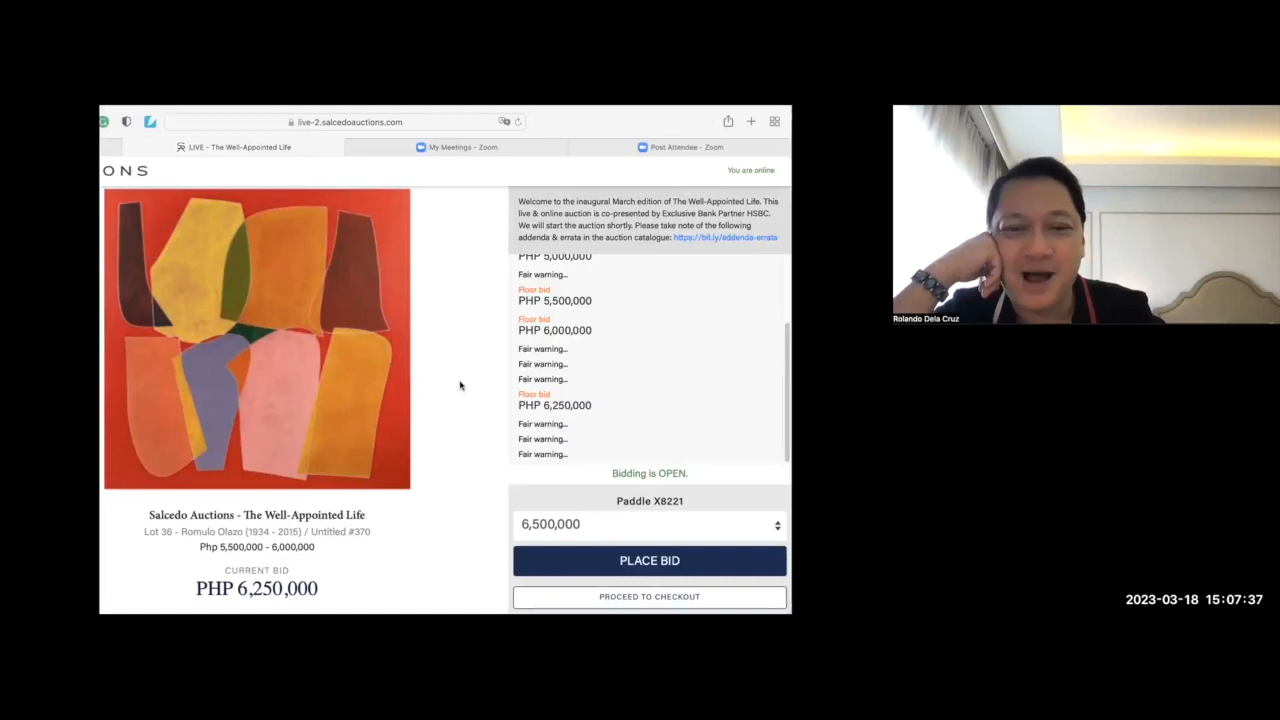 live-2.salcedoauctions.com
LIVE - The Well-Appointed Life
My Meetings - Zoom
Post Attendee - Zoom
ONS
You are online
Welcome to the inaugural March edition of The Well-Appointed Life. This
live & online auction is co-presented by Exclusive Bank Partner HSBC.
We will start the auction shortly. Please take note of the following
addenda & errata in the auction catalogue: https://bit.ly/addenda-errata
PHP 5,000,000
Fair warning...
Floor bid
PHP 5,500,000
Floor bid
PHP 6,000,000
Fair warning...
Fair warning...
Fair warning...
Floor bid
PHP 6,250,000
Fair warning...
Fair warning...
Fair warning...
Bidding is OPEN.
Paddle X8221
6,500,000
PLACE BID
PROCEED TO CHECKOUT
Salcedo Auctions - The Well-Appointed Life
Lot 36 - Romulo Olazo (1934 - 2015) / Untitled #370
Php 5,500,000 - 6,000,000
CURRENT BID
PHP 6,250,000
Rolando Dela Cruz
2023-03-18 15:07:37